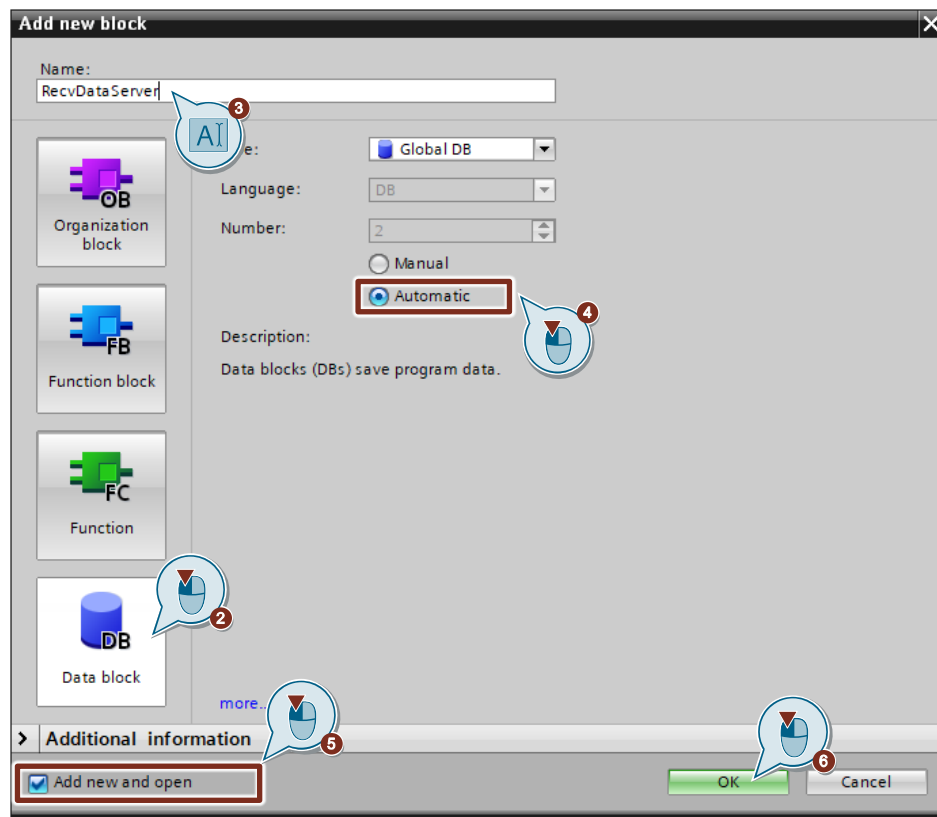 Add new block
Name:
RecvDataServer
3
A
e:
Global DB
OB
Organization
block
Language:
DB
Number:
2
Manual
Automatic
4
FB
Function block
Description:
Data blocks (DBs) save program data.
FC
Function
2
DB
Data block
more..
Additional information
5
6
Add new and open
OK
Cancel